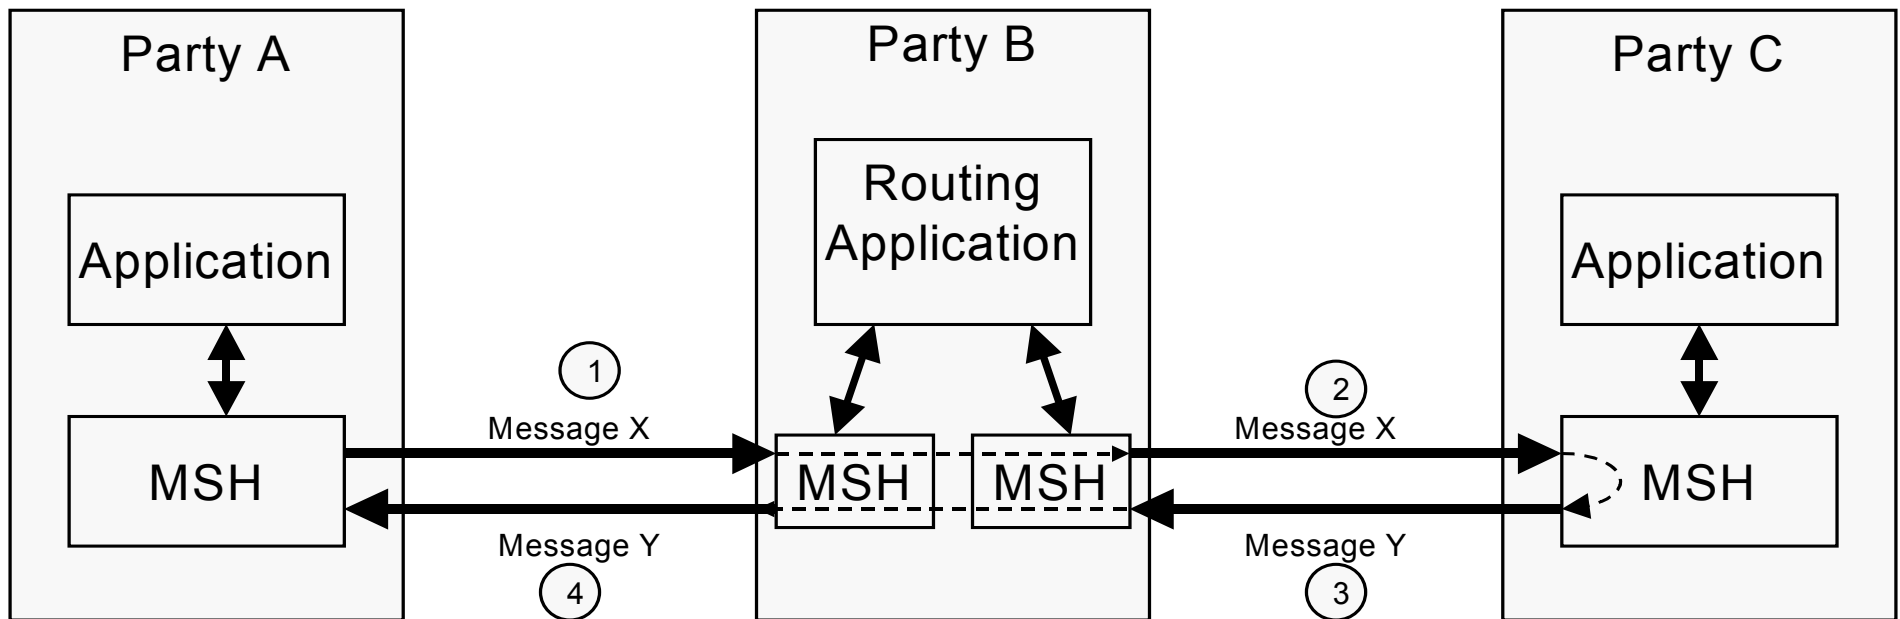 Party A
Application
MSH
1
Message X
Message Y
4
Party B
Routing
Application
MSH
MSH
2
Message X
Message Y
3
Party C
Application
MSH